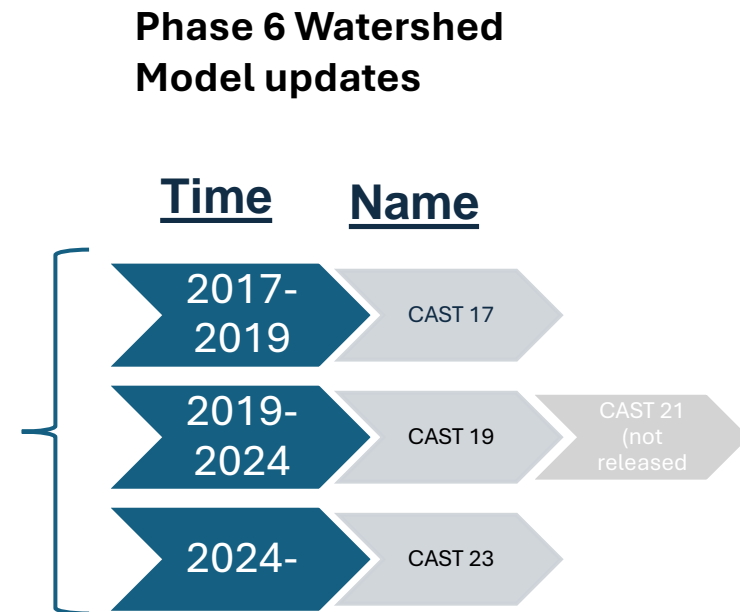 Phase 6 Watershed
Model updates
Time
Name
2017-
2019
CAST 17
2019-
2024
CAST 19
CAST 21
(not
released
2024-
CAST 23